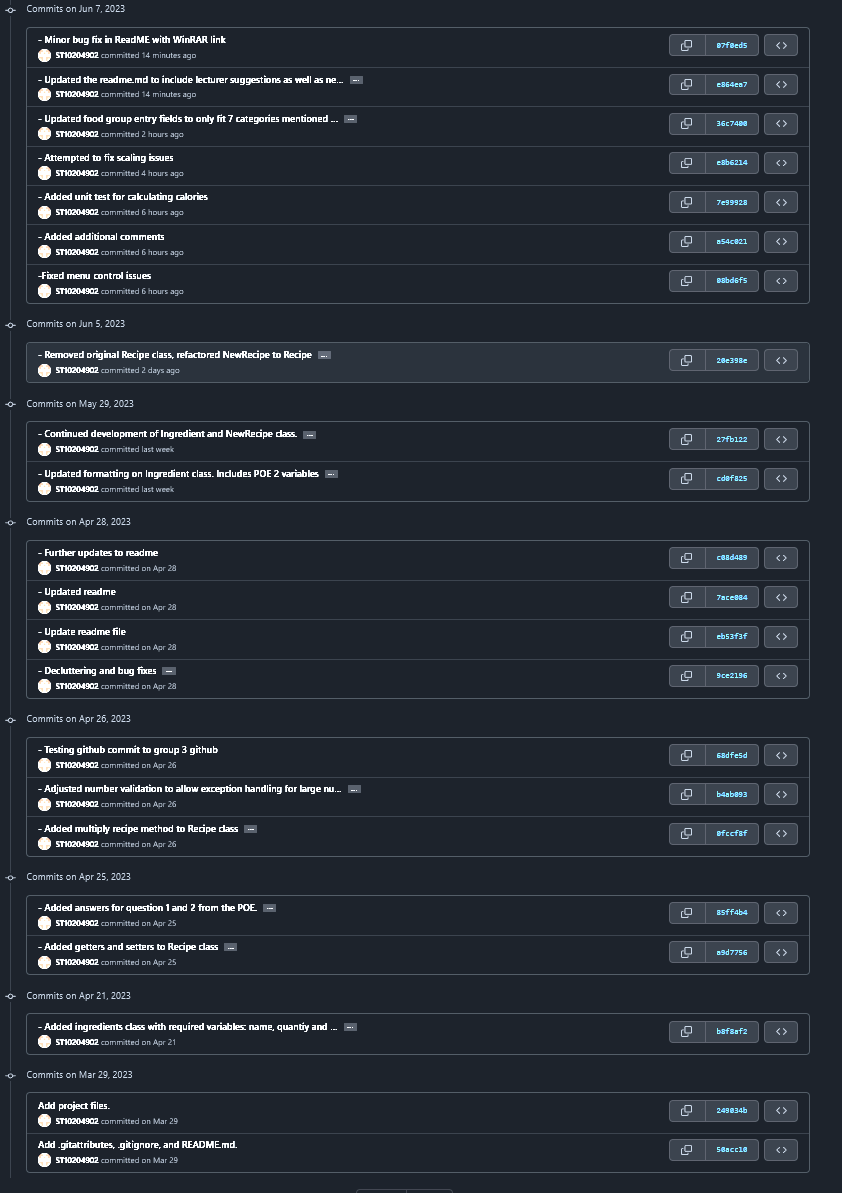 Commits on Jun 7, 2023
- Minor bug fix in ReadME with WinRAR link
07f0ed5
ST10204902 committed 14 minutes ago
- Updated the readme.md to include lecturer suggestions as well as ne... ...
e864ea7
ST10204902 committed 14 minutes ago
- Updated food group entry fields to only fit 7 categories mentioned ... ...
36c7400
ST10204902 committed 2 hours ago
- Attempted to fix scaling issues
e8b6214
ST10204902 committed 4 hours ago
- Added unit test for calculating calories
7e99928
ST10204902 committed 6 hours ago
- Added additional comments
a54c021
ST10204902 committed 6 hours ago
-Fixed menu control issues
08bd6f5
ST10204902 committed 6 hours ago
Commits on Jun 5, 2023
- Removed original Recipe class, refactored NewRecipe to Recipe ...
20e398e
ST10204902 committed 2 days ago
Commits on May 29, 2023
- Continued development of Ingredient and NewRecipe class. ...
27fb122
ST10204902 committed last week
- Updated formatting on Ingredient class. Includes POE 2 variables ...
cd0f825
ST10204902 committed last week
Commits on Apr 28, 2023
- Further updates to readme
c08d489
ST10204902 committed on Apr 28
- Updated readme
7ace084
ST10204902 committed on Apr 28
- Update readme file
eb53f3f
ST10204902 committed on Apr 28
- Decluttering and bug fixes ...
9ce2196
ST10204902 committed on Apr 28
Commits on Apr 26, 2023
- Testing github commit to group 3 github
68dfe5d
ST10204902 committed on Apr 26
- Adjusted number validation to allow exception handling for large nu... ...
b4ab093
ST10204902 committed on Apr 26
- Added multiply recipe method to Recipe class ...
0fccf8f
ST10204902 committed on Apr 26
Commits on Apr 25, 2023
- Added answers for question 1 and 2 from the POE. ...
85ff4b4
ST10204902 committed on Apr 25
- Added getters and setters to Recipe class ...
a9d7756
ST10204902 committed on Apr 25
Commits on Apr 21, 2023
- Added ingredients class with required variables: name, quantiy and ... ...
b8f8af2
ST10204902 committed on Apr 21
Commits on Mar 29, 2023
Add project files.
249034b
ST10204902 committed on Mar 29
Add .gitattributes, .gitignore, and README.md.
50acc10
ST10204902 committed on Mar 29